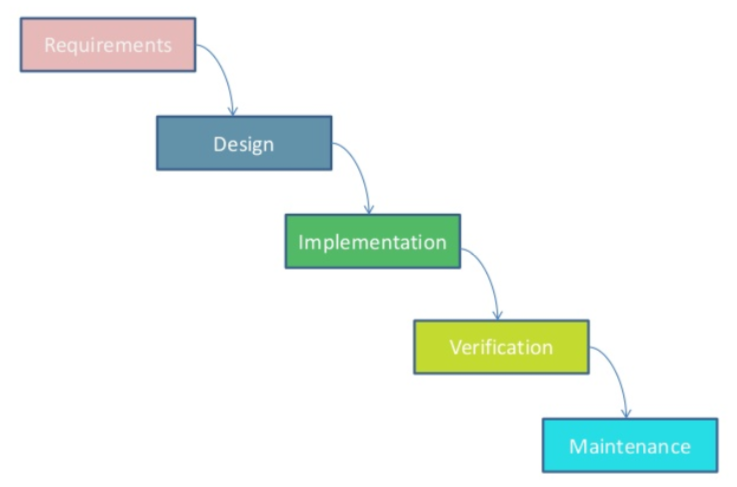 Requirements
Design
Implementation
Verification
Maintenance